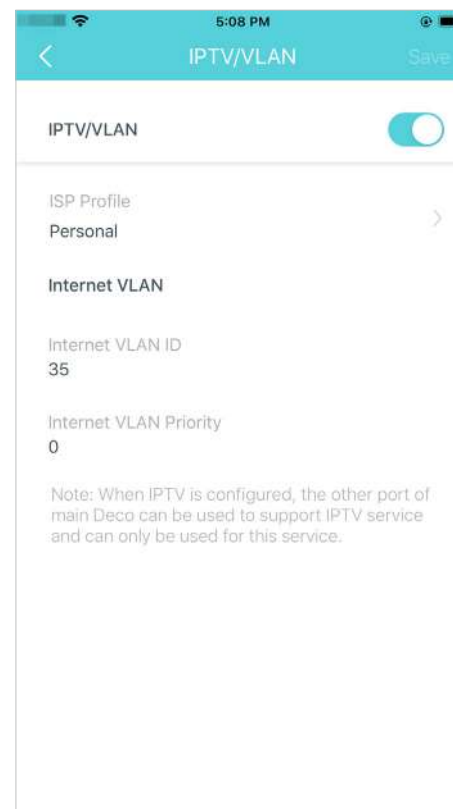 5:08 PM
IPTV/VLAN
Save
IPTV/VLAN
ISP Profile
Personal
Internet VLAN
Internet VLAN ID
35
Internet VLAN Priority
0
Note: When IPTV is configured, the other port of
main Deco can be used to support IPTV service
and can only be used for this service.